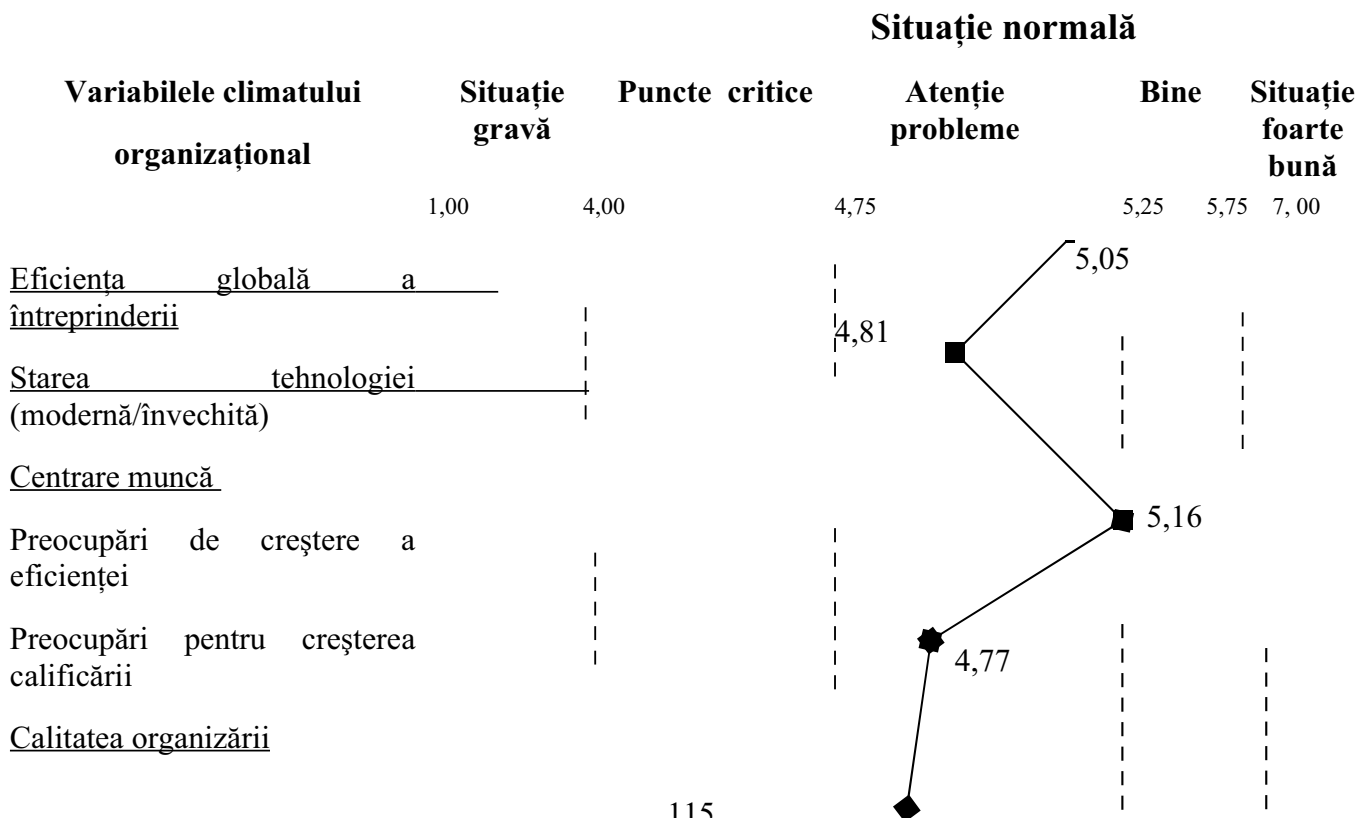 Situație normală
Variabilele climatului Situație Puncte critice Atenție Bine Situație
organizațional gravă probleme foarte
bună
1,00 4,00 4,75 5,25 5,75 7, 00
5,05
Eficiența globală a
întreprinderii
4,81
Starea tehnologiei
(modernă/învechită)
Centrare muncă
5,16
Preocupări de creştere a
eficienței
Preocupări pentru creşterea
calificării
4,77
Calitatea organizării
115